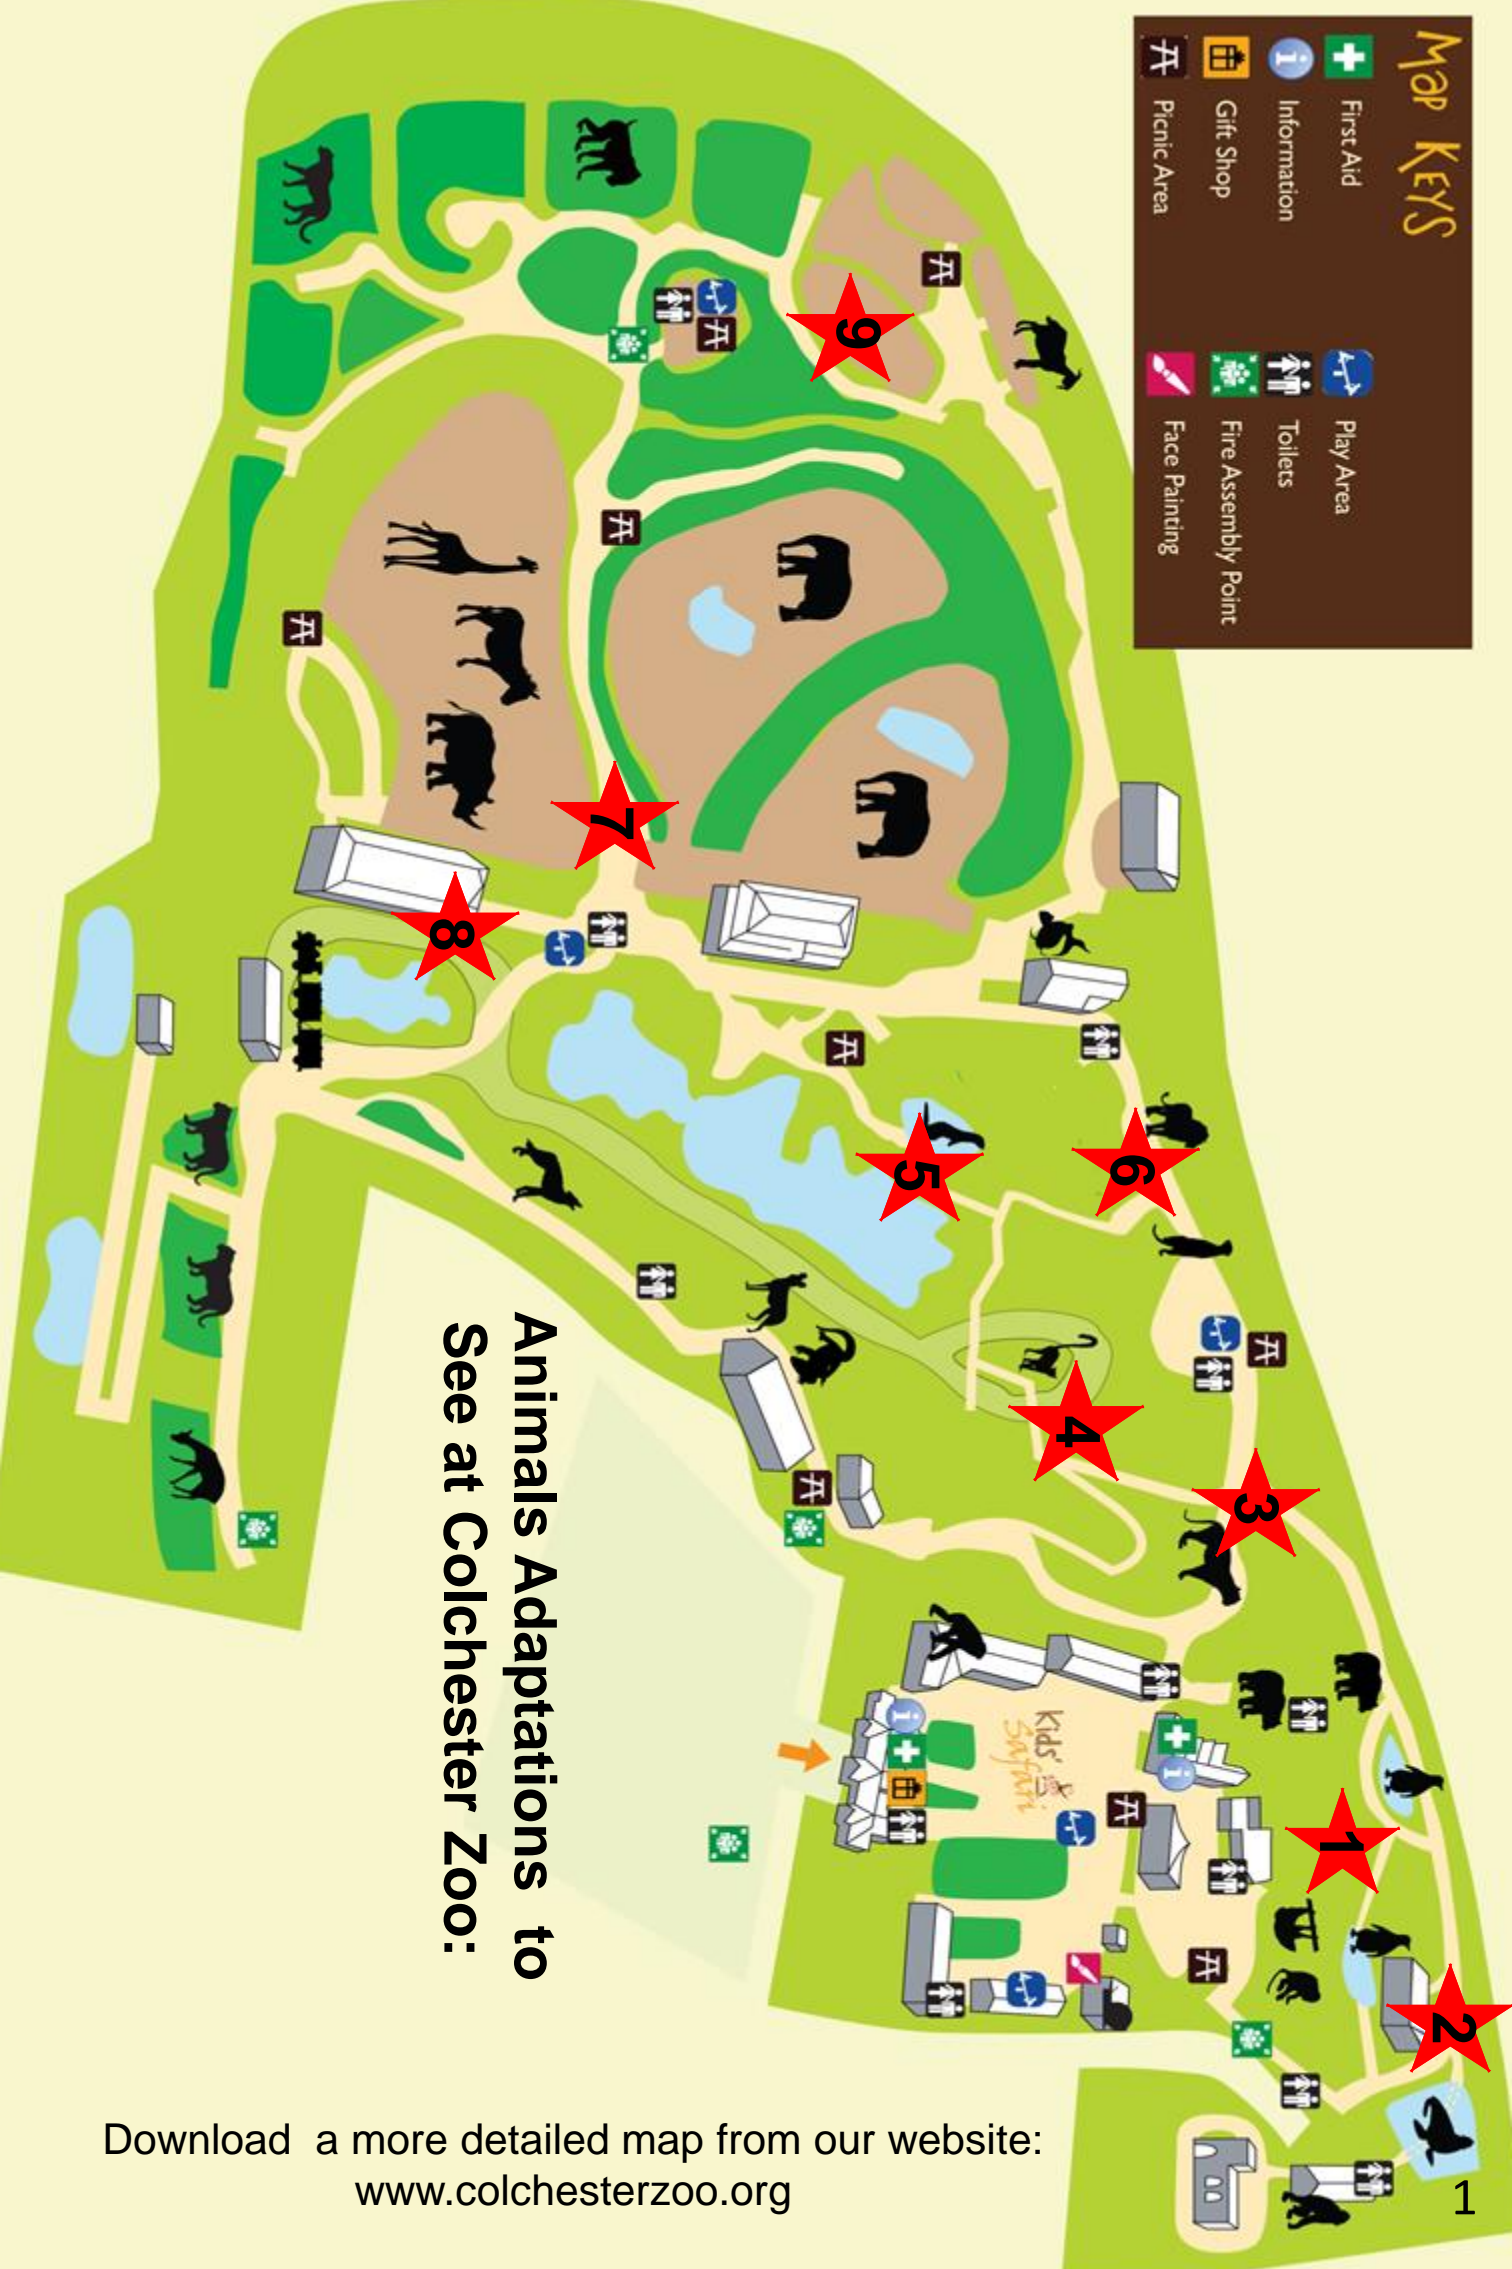 Map Keys
First Aid
Information
Gift Shop
Picnic Area
Play Area
Toilets
Fire Assembly Point
Face Painting
9
7
8
5
6
4
3
1
2
Kids'
Safari
Animals Adaptations to
See at Colchester Zoo:
Download a more detailed map from our website:
www.colchesterzoo.org
1